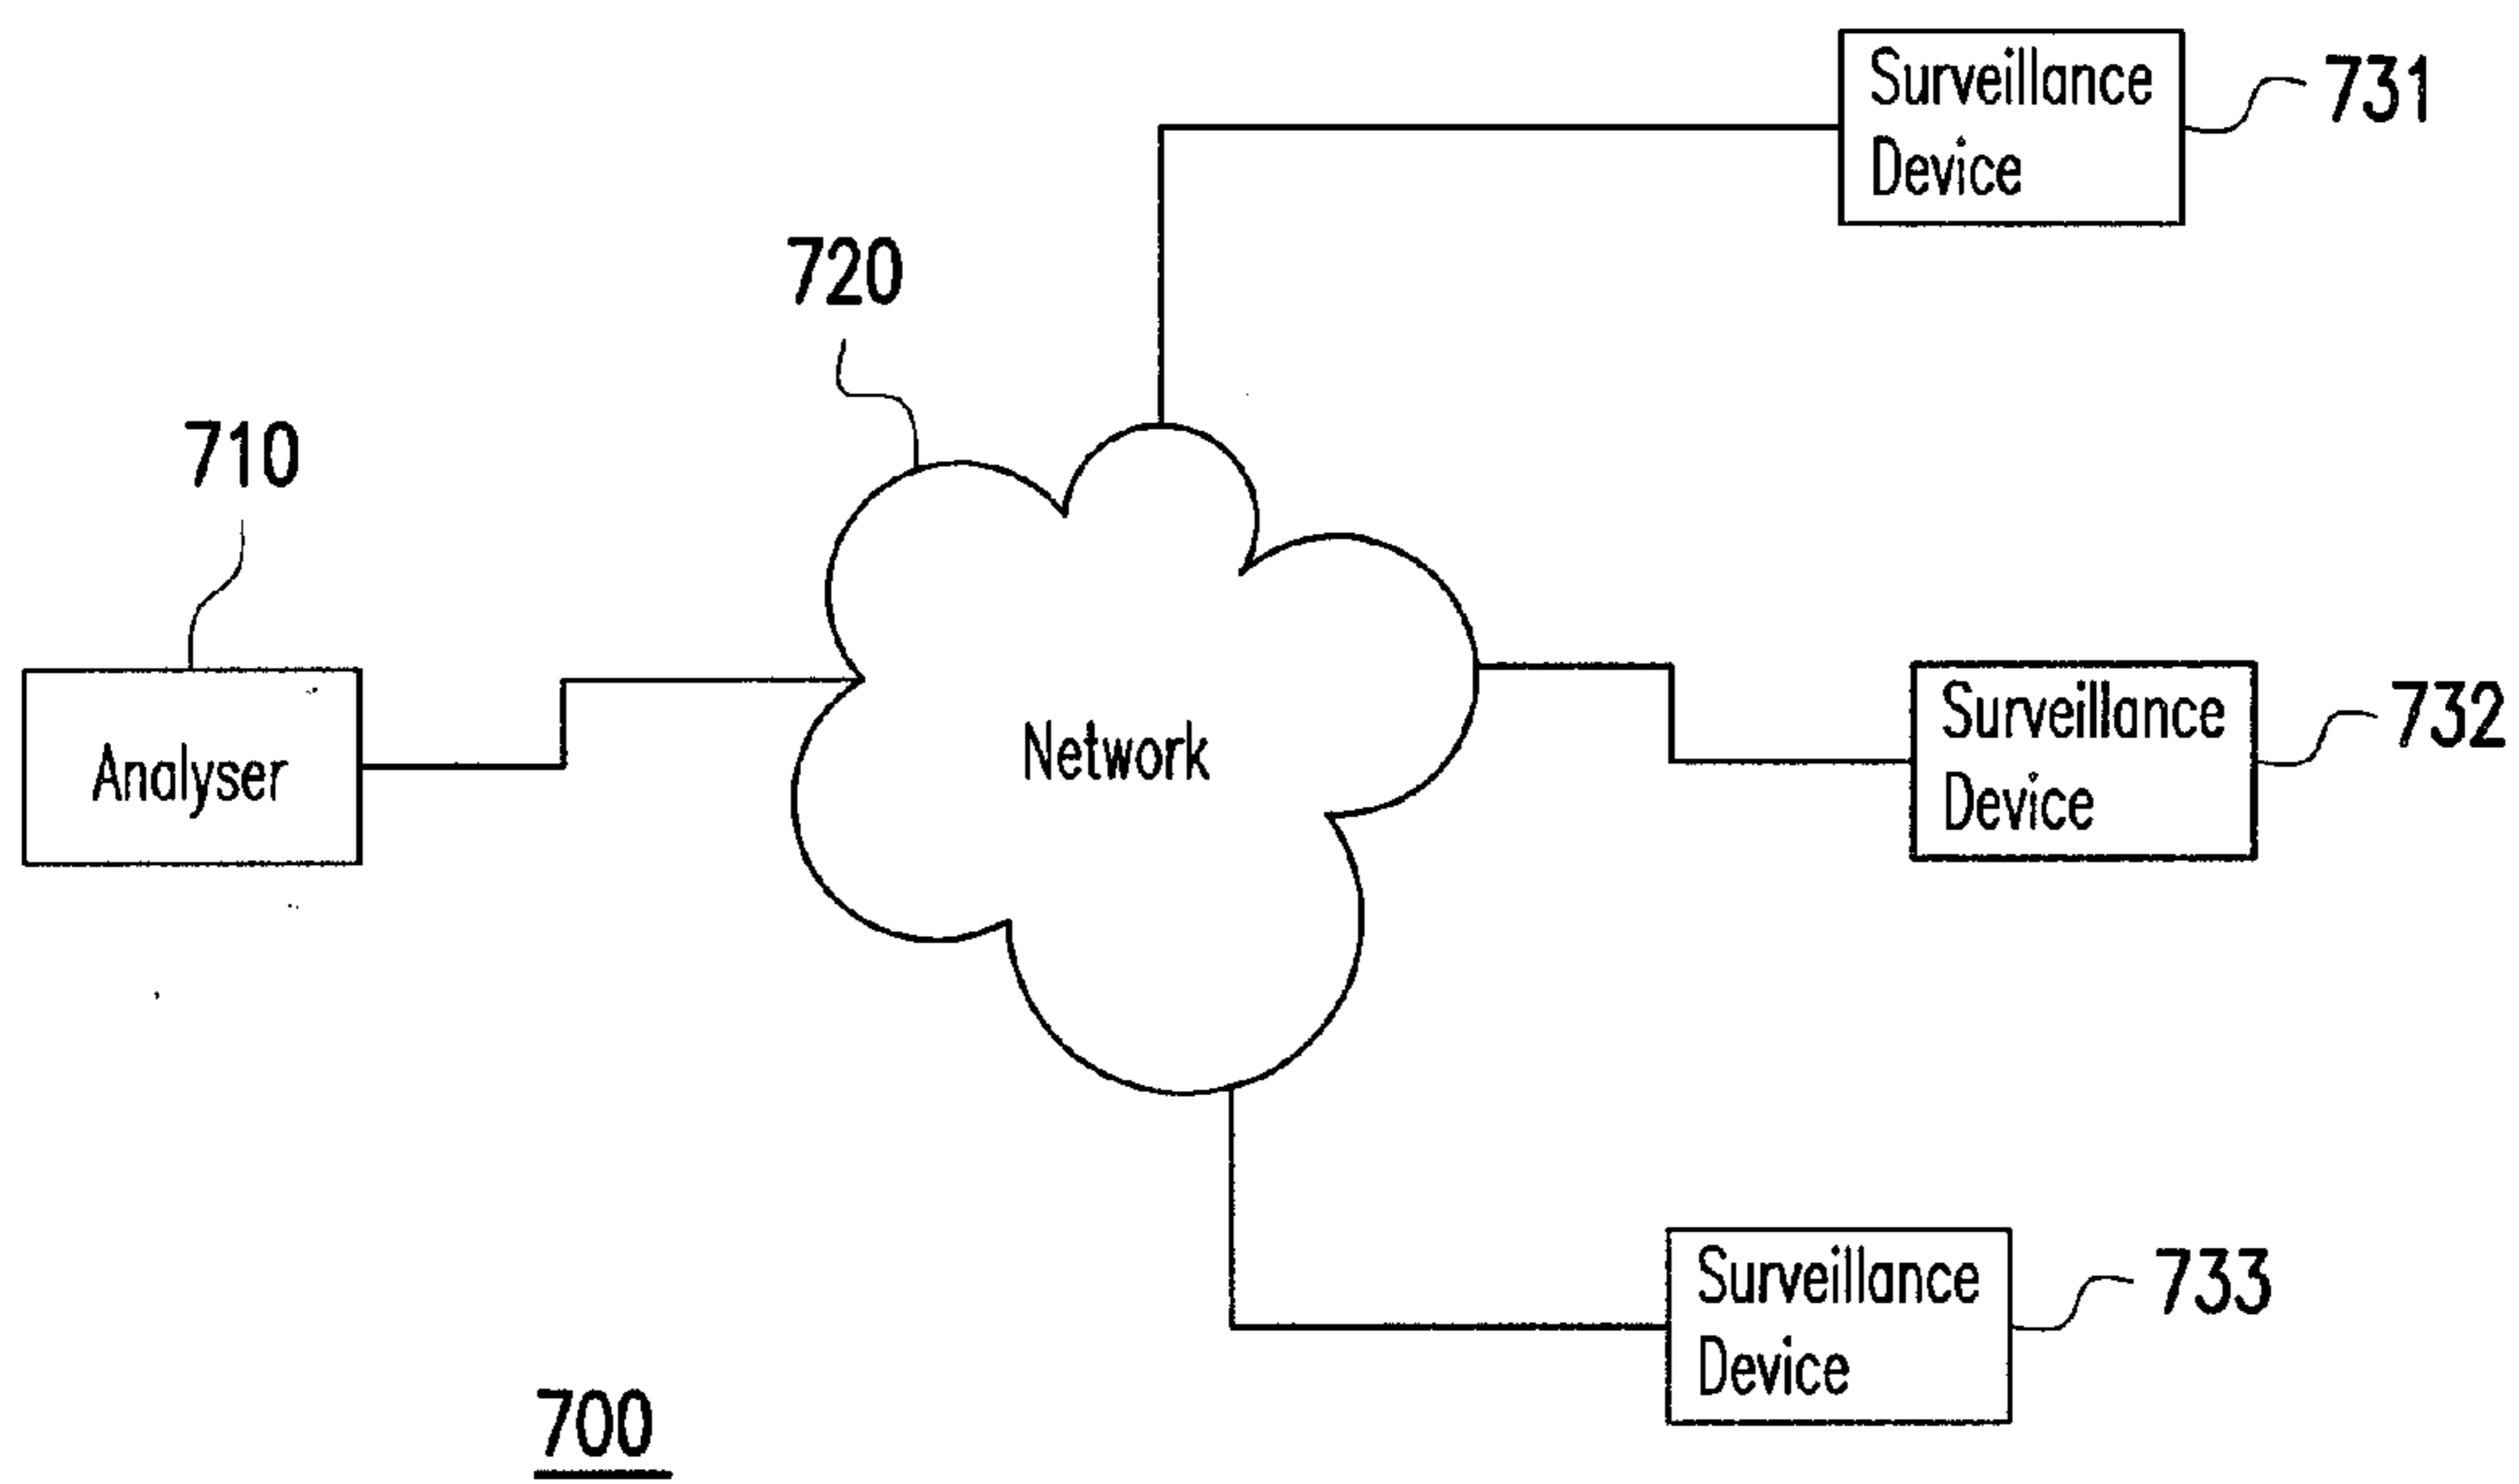 Surveillance
Device
731
720
710
Analyser
Network
Surveillance
Device
732
Surveillance
Device
733
700